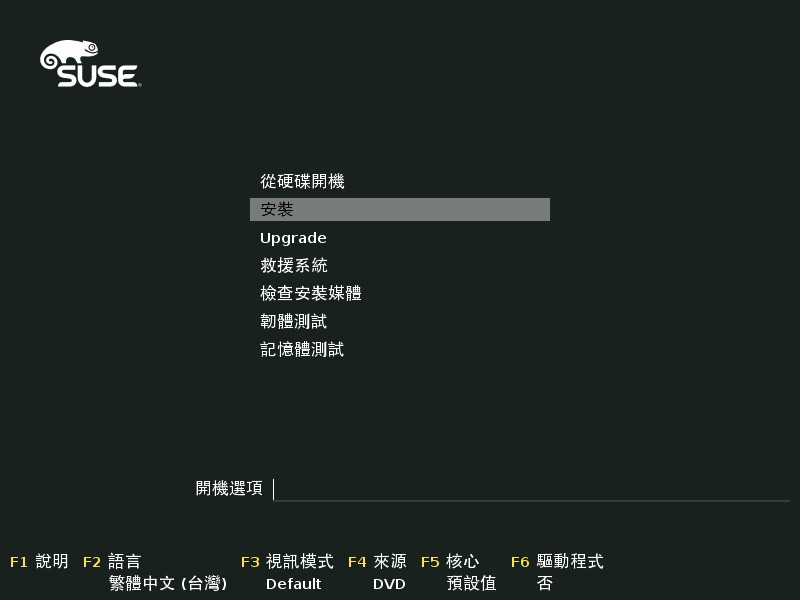 SUSE
從硬碟開機
安裝
Upgrade
救援系統
檢查安裝媒體
韌體測試
記憶體測試
開機選項
F1 說明 F2 語言 F3 視訊模式 F4 來源 F5 核心 F6 驅動程式
繁體中文 (台灣) Default DVD 預設值 否